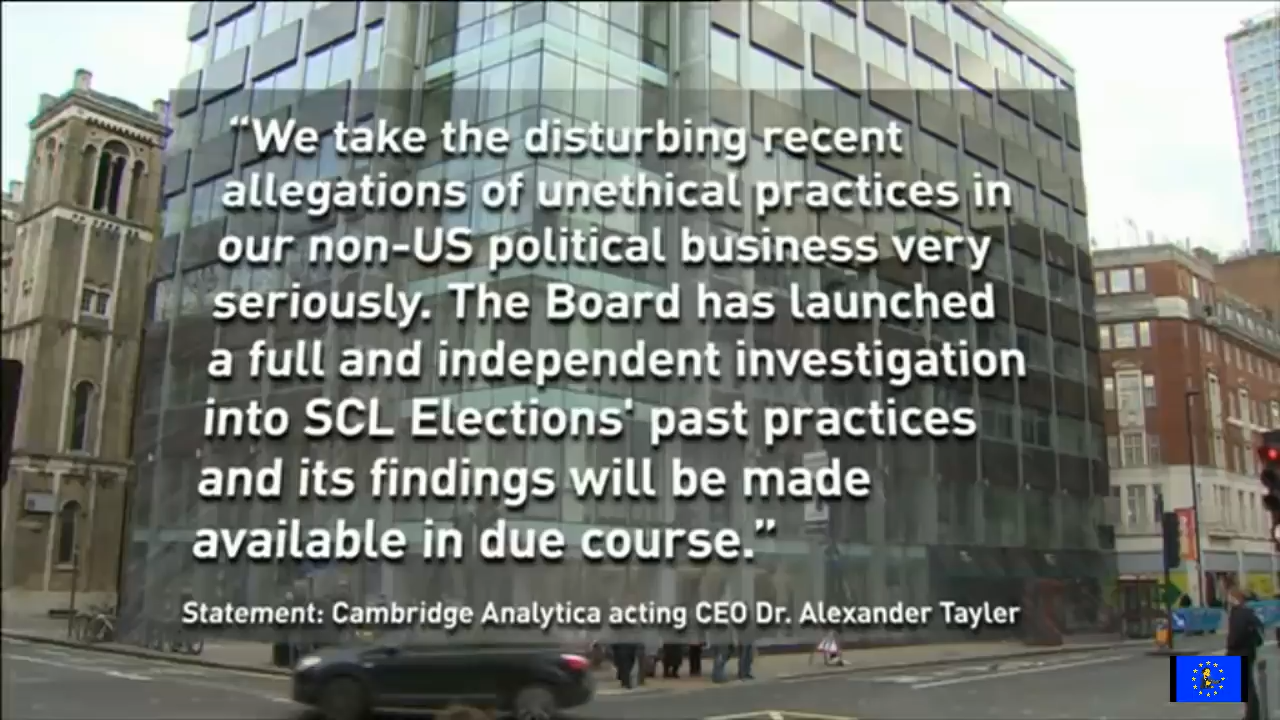 “We take the disturbing recent
allegations of unethical practices in
our non-US political business very
seriously. The Board has launched
a full and independent investigation
into SCL Elections' past practices
and its findings will be made
available in due course.”
Statement: Cambridge Analytica acting CEO Dr. Alexander Tayler